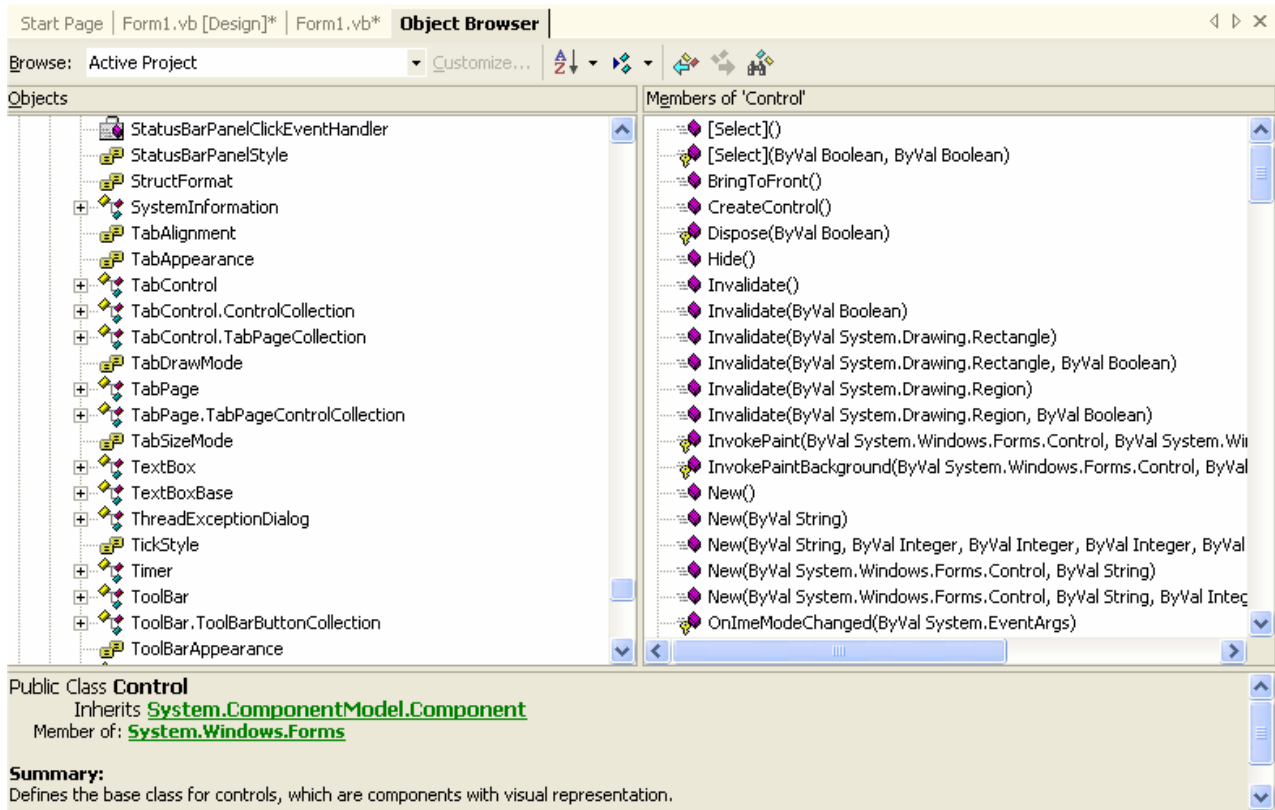 Start Page Form1.vb [Design]* Form1.vb* Object Browser
Browse: Active Project Customize...
Objects
StatusBarPanelClickEventHandler
StatusBarPanelStyle
StructFormat
SystemInformation
TabAlignment
TabAppearance
TabControl
TabControl.ControlCollection
TabControl.TabPageCollection
TabDrawMode
TabPage
TabPage.TabPageControlCollection
TabSizeMode
TextBox
TextBoxBase
ThreadExceptionDialog
TickStyle
Timer
ToolBar
ToolBar.ToolBarButtonCollection
ToolBarAppearance
Members of 'Control'
[Select]()
[Select](ByVal Boolean, ByVal Boolean)
BringToFront()
CreateControl()
Dispose(ByVal Boolean)
Hide()
Invalidate()
Invalidate(ByVal Boolean)
Invalidate(ByVal System.Drawing.Rectangle)
Invalidate(ByVal System.Drawing.Rectangle, ByVal Boolean)
Invalidate(ByVal System.Drawing.Region)
Invalidate(ByVal System.Drawing.Region, ByVal Boolean)
InvokePaint(ByVal System.Windows.Forms.Control, ByVal System.Wi
InvokePaintBackground(ByVal System.Windows.Forms.Control, ByVal
New()
New(ByVal String)
New(ByVal String, ByVal Integer, ByVal Integer, ByVal Integer, ByVal
New(ByVal System.Windows.Forms.Control, ByVal String)
New(ByVal System.Windows.Forms.Control, ByVal String, ByVal Integ
OnImeModeChanged(ByVal System.EventArgs)
Public Class Control
Inherits System.ComponentModel.Component
Member of: System.Windows.Forms
Summary:
Defines the base class for controls, which are components with visual representation.